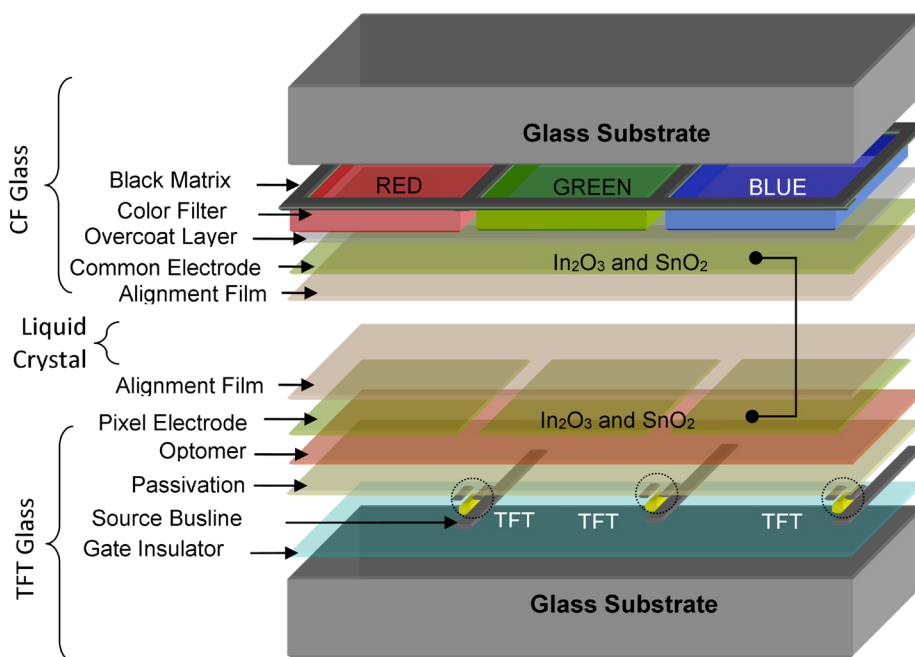 Glass Substrate
CF Glass
Black Matrix
RED
GREEN
BLUE
Color Filter
Overcoat Layer
Common Electrode
In₂O₃ and SnO₂
Alignment Film
Liquid
Crystal
Alignment Film
Pixel Electrode
In₂O₃ and SnO₂
Optomer
TFT Glass
Passivation
Source Busline
TFT
TFT
TFT
Gate Insulator
Glass Substrate